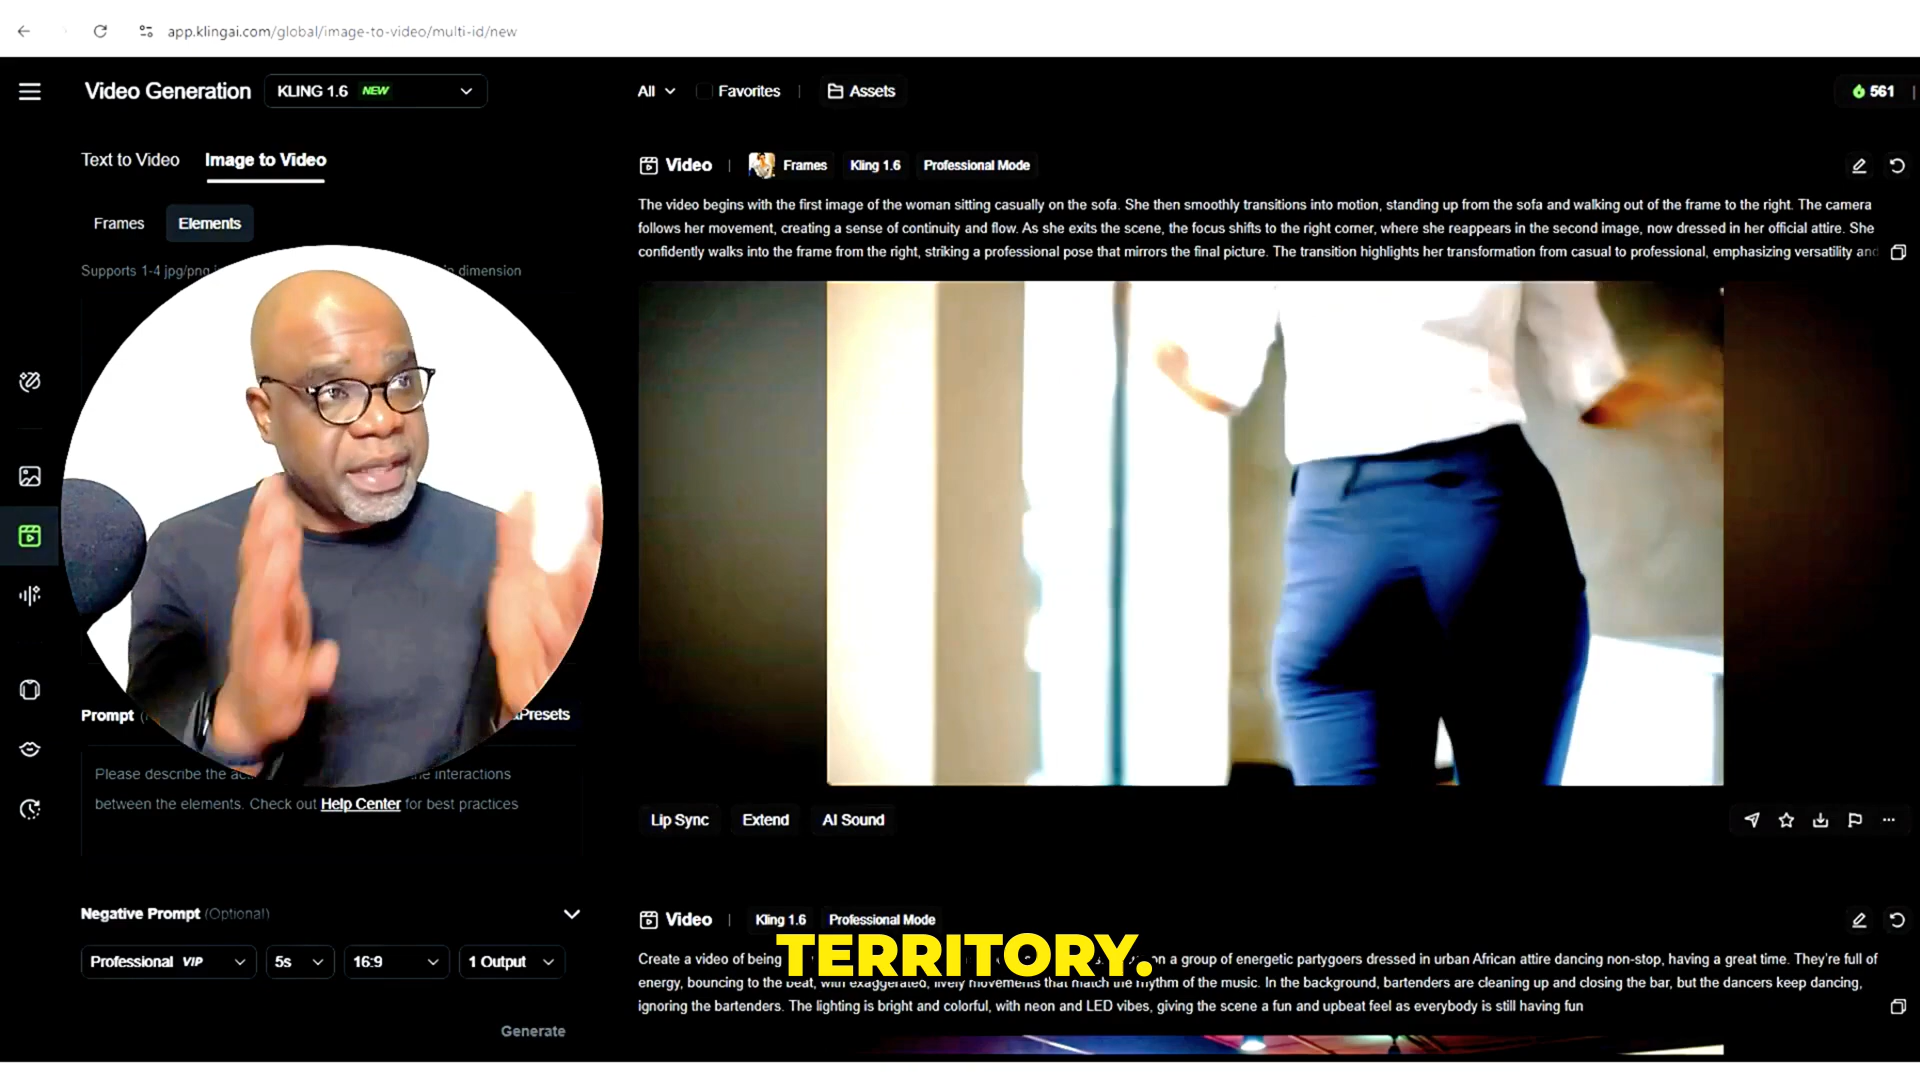 app.klingai.com/global/image-to-video/multi-id/new
Video Generation KLING 1.6 NEW
All Favorites | Assets
561
Text to Video Image to Video
Frames Elements
Supports 1-4 jpg/png
dimension
Video | Frames Kling 1.6 Professional Mode
The video begins with the first image of the woman sitting casually on the sofa. She then smoothly transitions into motion, standing up from the sofa and walking out of the frame to the right. The camera
follows her movement, creating a sense of continuity and flow. As she exits the scene, the focus shifts to the right corner, where she reappears in the second image, now dressed in her official attire. She
confidently walks into the frame from the right, striking a professional pose that mirrors the final picture. The transition highlights her transformation from casual to professional, emphasizing versatility and
Prompt
Presets
Please describe the
interactions
between the elements. Check out Help Center for best practices
Lip Sync Extend AI Sound
Negative Prompt (Optional)
Professional VIP 5s 16:9 1 Output
Generate
Video | Kling 1.6 Professional Mode
TERRITORY.
Create a video of being on a group of energetic partygoers dressed in urban African attire dancing non-stop, having a great time. They're full of
energy, bouncing to the beat, with exaggerated, lively movements that match the rhythm of the music. In the background, bartenders are cleaning up and closing the bar, but the dancers keep dancing,
ignoring the bartenders. The lighting is bright and colorful, with neon and LED vibes, giving the scene a fun and upbeat feel as everybody is still having fun